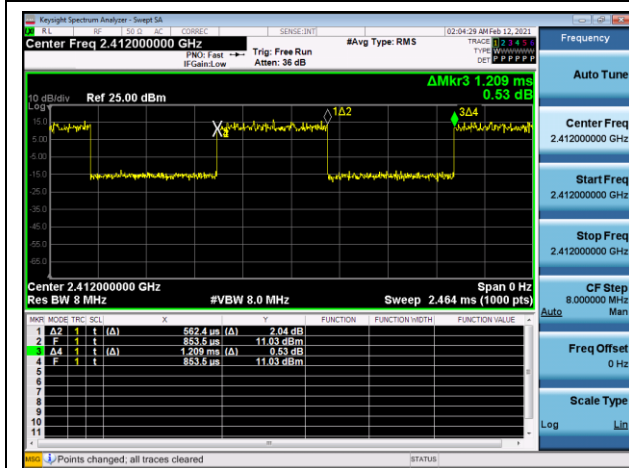 Keysight Spectrum Analyzer - Swept SA
RL RF 50 Ω AC CORREC SENSE:INT 02:04:29 AM Feb 12, 2021
Center Freq 2.412000000 GHz
PNO: Fast
IFGain:Low
Trig: Free Run
Atten: 36 dB
#Avg Type: RMS
TRACE 1 2 3 4 5 6
TYPE WWWWWW
DET P P P P P P
ΔMkr3 1.209 ms
0.53 dB
10 dB/div Ref 25.00 dBm
Log
15.0
5.00
-5.00
-15.0
-25.0
-35.0
-45.0
-55.0
-65.0
1Δ2
3Δ4
X
Center 2.412000000 GHz Span 0 Hz
Res BW 8 MHz #VBW 8.0 MHz Sweep 2.464 ms (1000 pts)
MKR MODE TRC SCL X Y FUNCTION FUNCTION WIDTH FUNCTION VALUE
1 Δ2 1 t (Δ) 562.4 µs (Δ) 2.04 dB
2 F 1 t 853.5 µs 11.03 dBm
3 Δ4 1 t (Δ) 1.209 ms (Δ) 0.53 dB
4 F 1 t 853.5 µs 11.03 dBm
5
6
7
8
9
10
11
MSG Points changed; all traces cleared STATUS
Frequency
Auto Tune
Center Freq
2.412000000 GHz
Start Freq
2.412000000 GHz
Stop Freq
2.412000000 GHz
CF Step
8.000000 MHz
Auto Man
Freq Offset
0 Hz
Scale Type
Log Lin